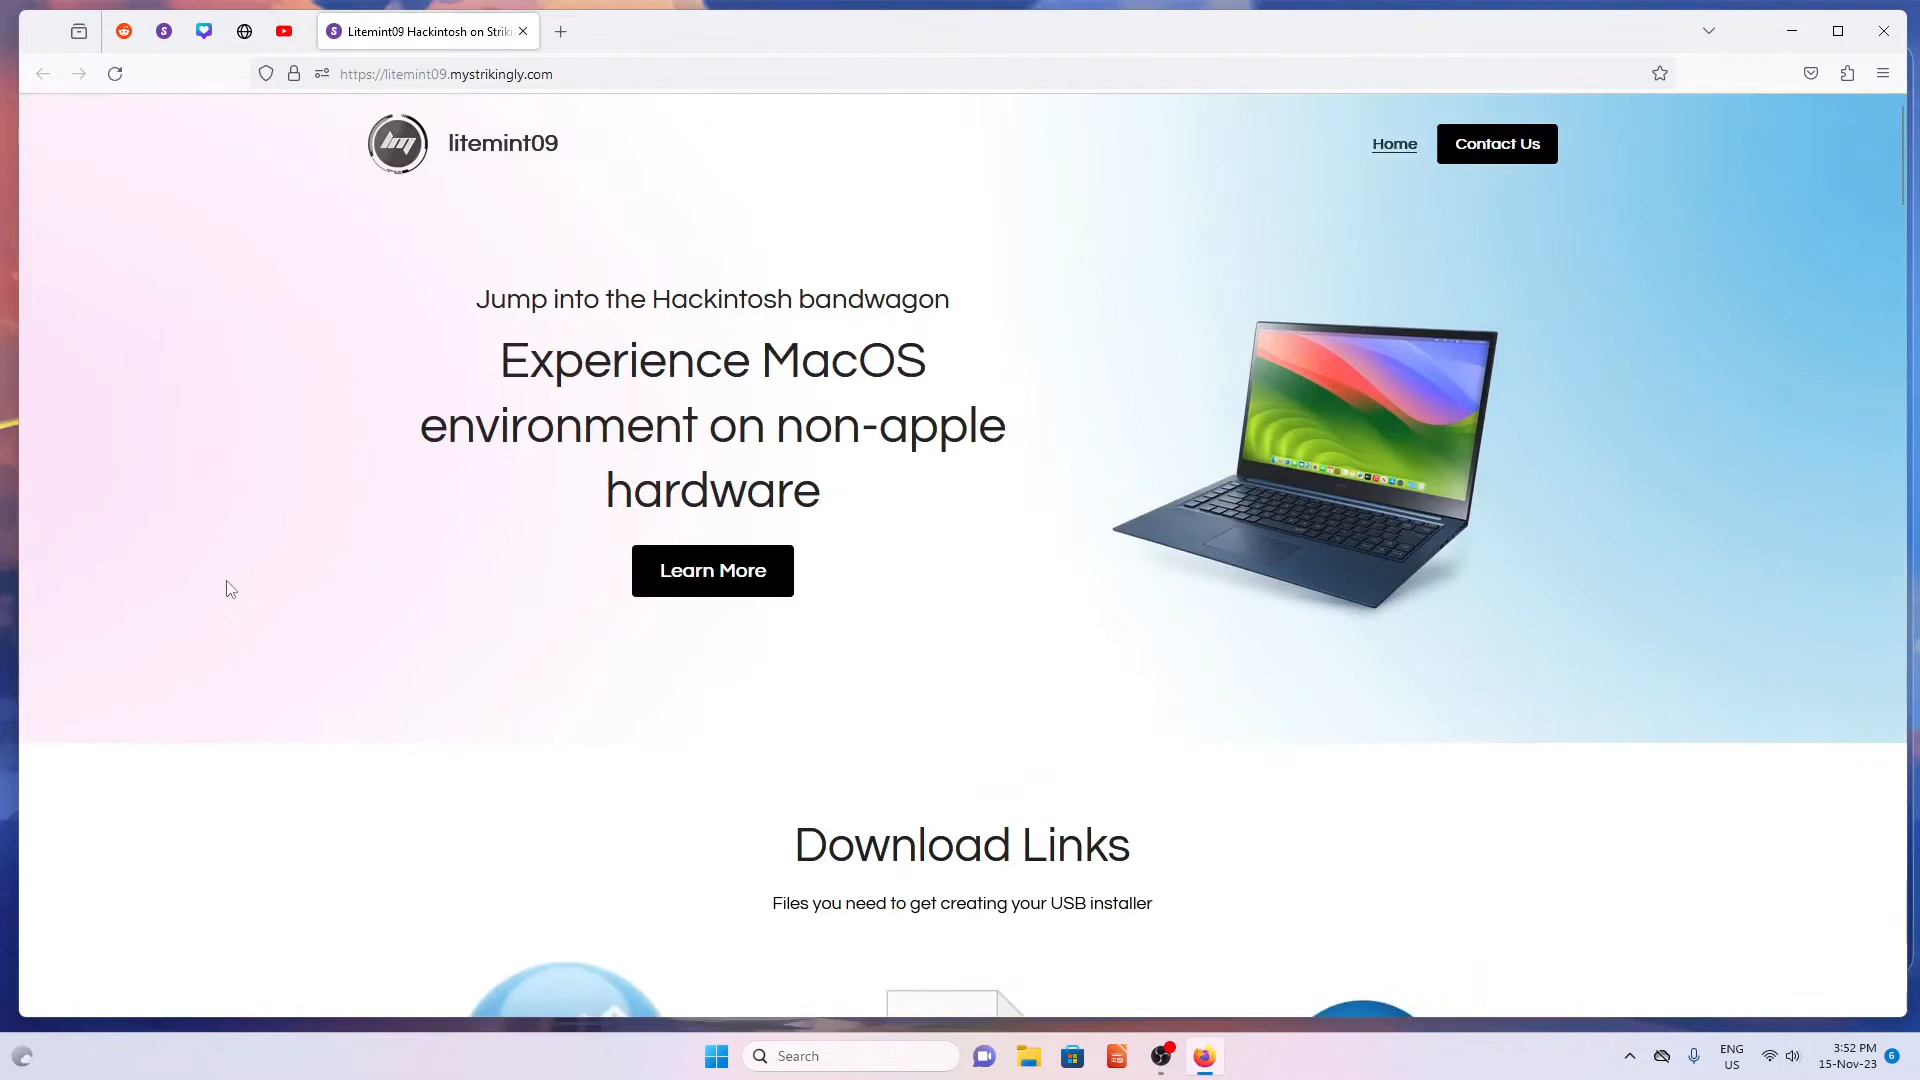 Litemint09 Hackintosh on Striki
https://litemint09.mystrikingly.com
litemint09
Home
Contact Us
Jump into the Hackintosh bandwagon
Experience MacOS
environment on non-apple
hardware
Learn More
Download Links
Files you need to get creating your USB installer
Search
ENG
US
3:52 PM
15-Nov-23
6